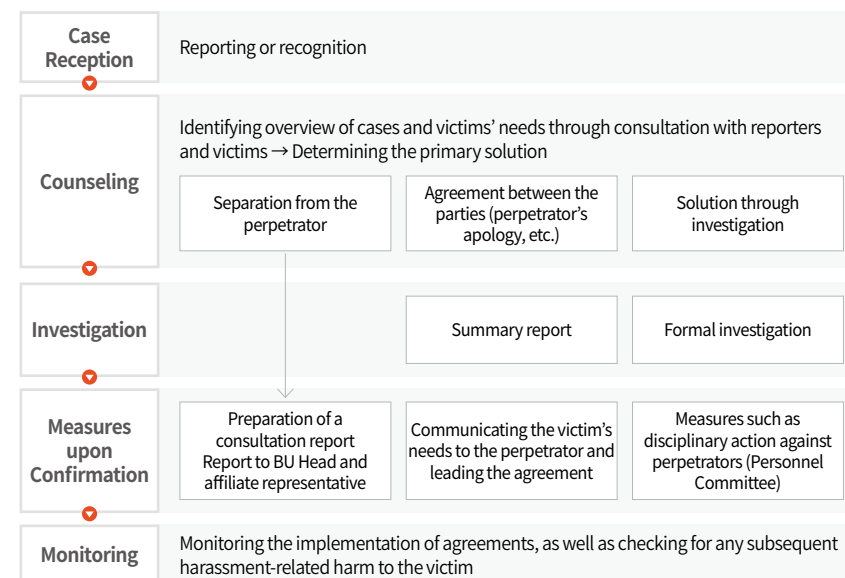 Case
Reception
Reporting or recognition
Counseling
Identifying overview of cases and victims’ needs through consultation with reporters
and victims → Determining the primary solution
Separation from the
perpetrator
Agreement between the
parties (perpetrator’s
apology, etc.)
Solution through
investigation
Investigation
Summary report
Formal investigation
Measures
upon
Confirmation
Preparation of a
consultation report
Report to BU Head and
affiliate representative
Communicating the victim’s
needs to the perpetrator and
leading the agreement
Measures such as
disciplinary action against
perpetrators (Personnel
Committee)
Monitoring
Monitoring the implementation of agreements, as well as checking for any subsequent
harassment-related harm to the victim